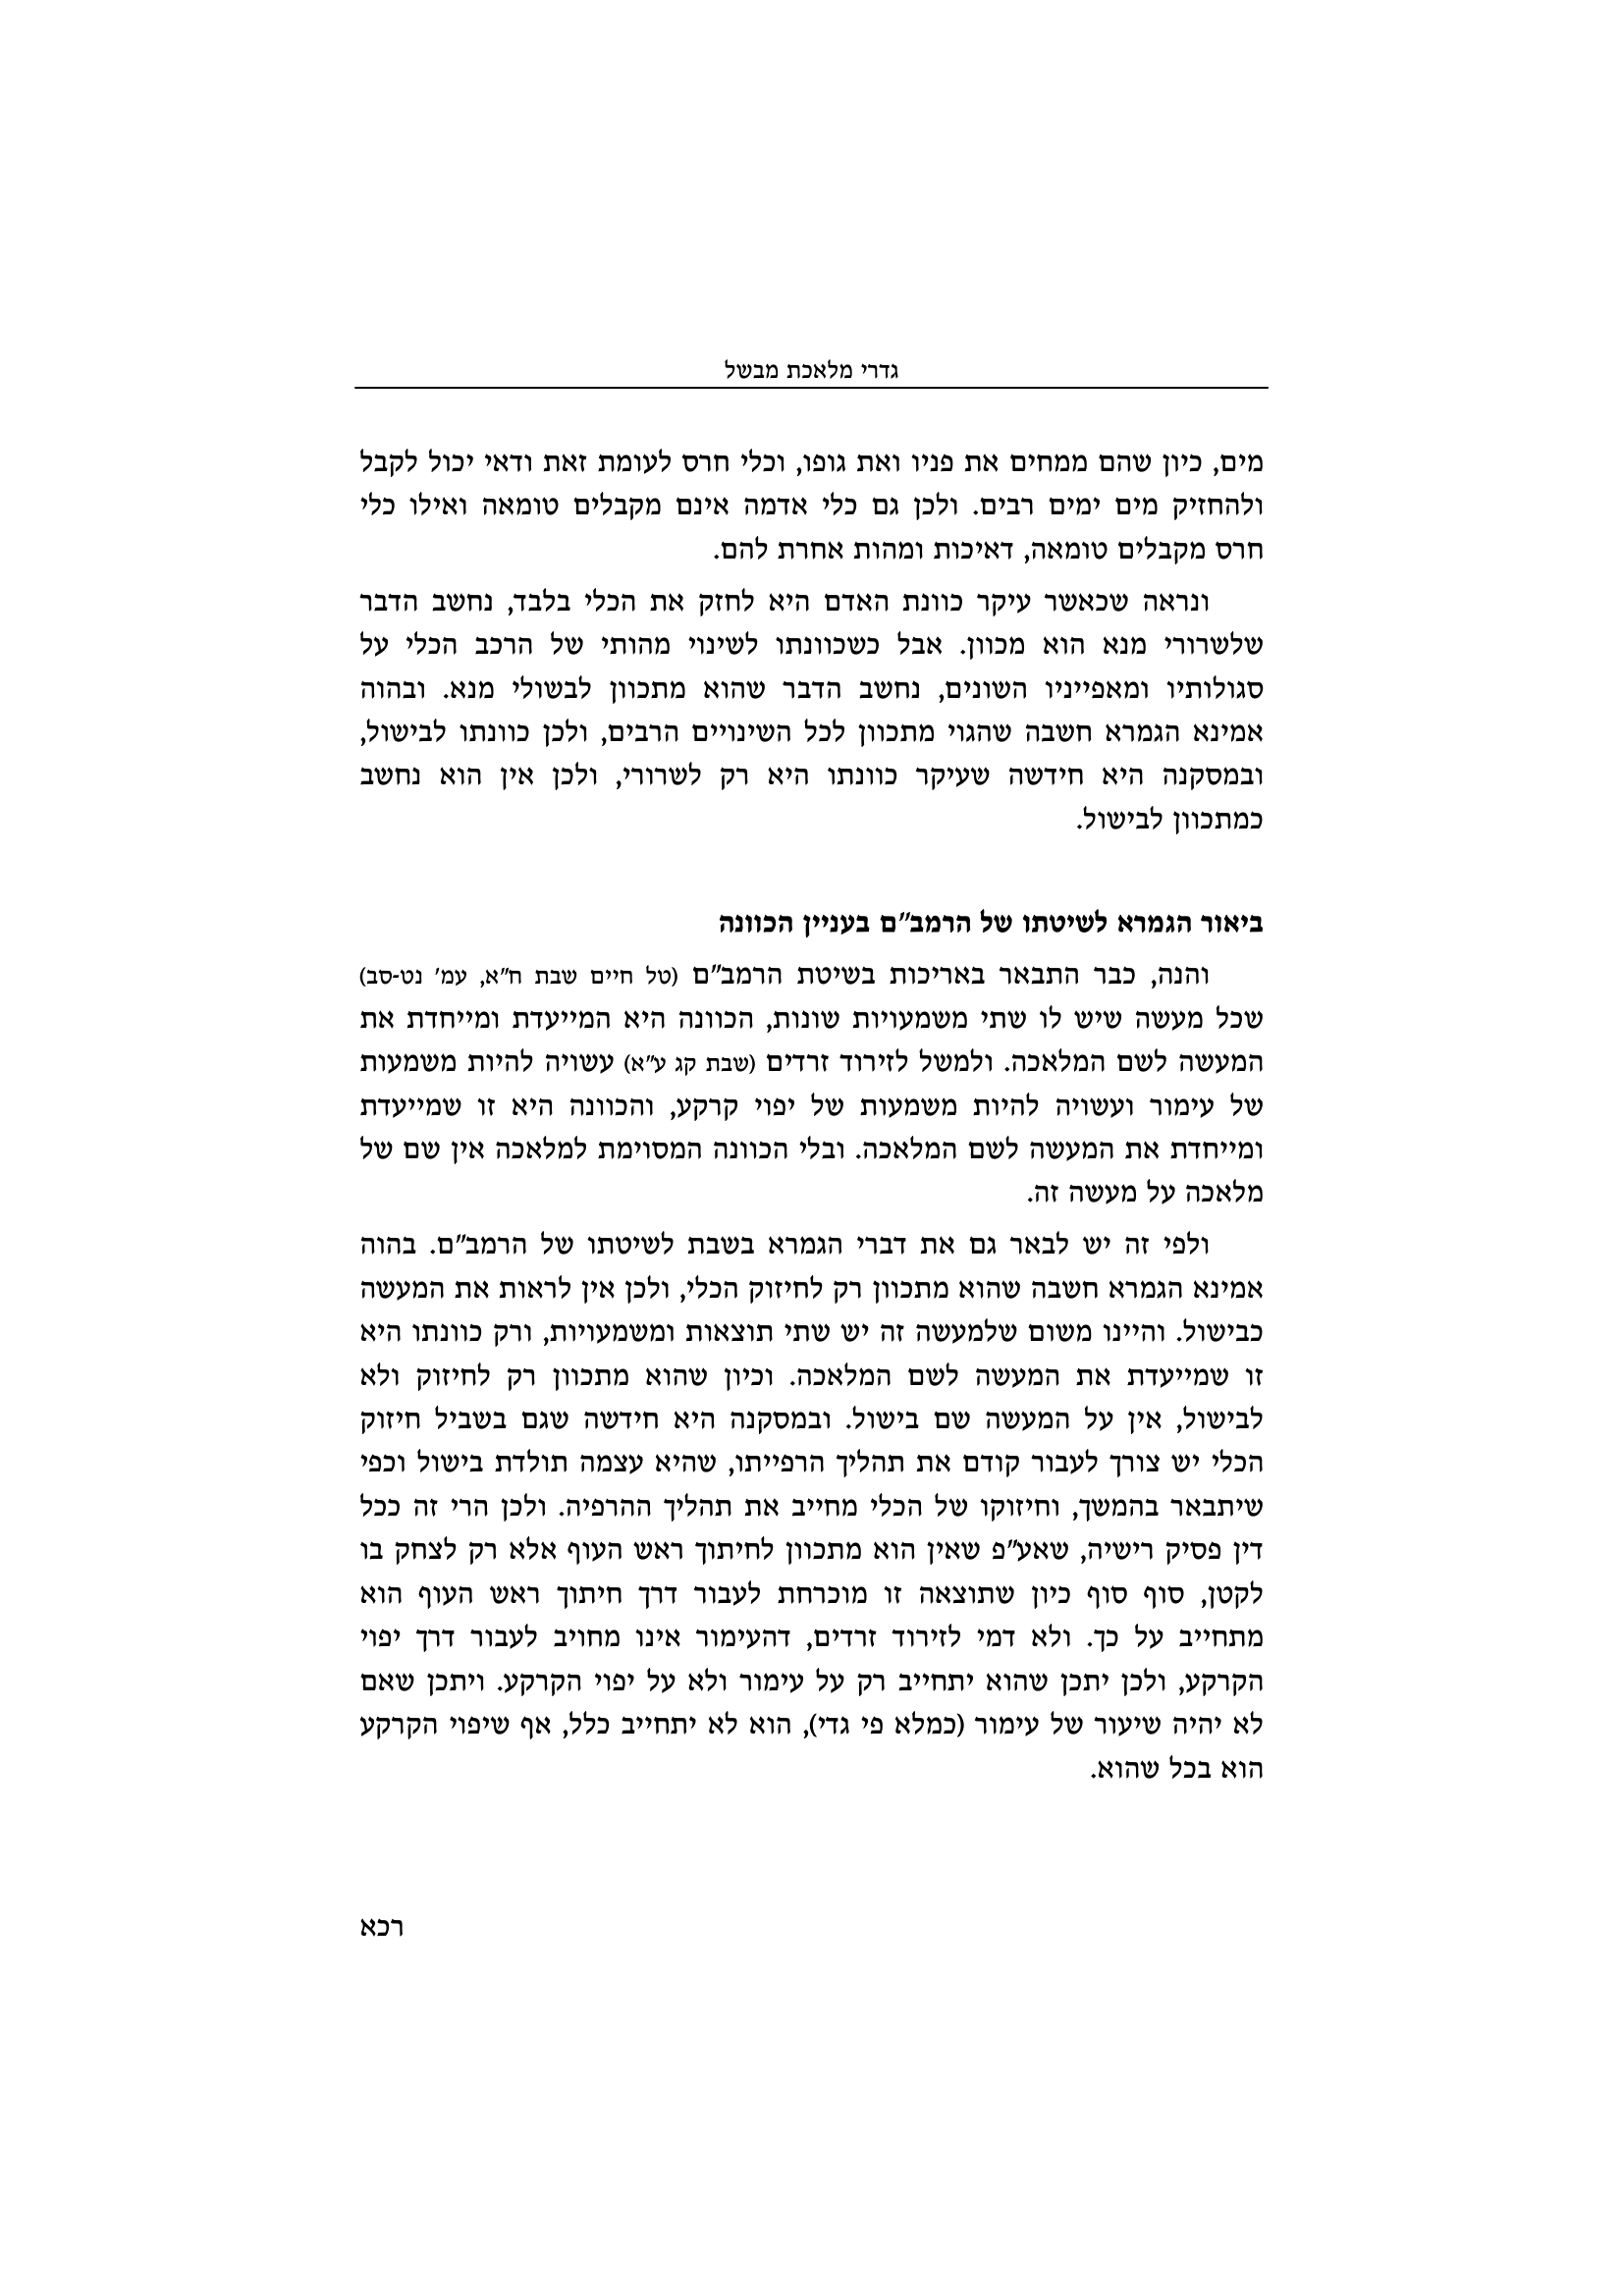 גדרי מלאכת מבשל
מים, כיון שהם ממחים את פניו ואת גופו, וכלי חרס לעומת זאת ודאי יכול לקבל
ולהחזיק מים ימים רבים. ולכן גם כלי אדמה אינם מקבלים טומאה ואילו כלי
חרס מקבלים טומאה, דאיכות ומהות אחרת להם.
ונראה שכאשר עיקר כוונת האדם היא לחזק את הכלי בלבד, נחשב הדבר
שלשרורי מנא הוא מכוון. אבל כשכוונתו לשינוי מהותי של הרכב הכלי על
סגולותיו ומאפייניו השונים, נחשב הדבר שהוא מתכוון לבשולי מנא. ובהוה
אמינא הגמרא חשבה שהגוי מתכוון לכל השינויים הרבים, ולכן כוונתו לבישול,
ובמסקנה היא חידשה שעיקר כוונתו היא רק לשרורי, ולכן אין הוא נחשב
כמתכוון לבישול.
ביאור הגמרא לשיטתו של הרמב"ם בעניין הכוונה
והנה, כבר התבאר באריכות בשיטת הרמב"ם (טל חיים שבת ח"א, עמ' נט-סב)
שכל מעשה שיש לו שתי משמעויות שונות, הכוונה היא המייעדת ומייחדת את
המעשה לשם המלאכה. ולמשל לזירוד זרדים (שבת קג ע"א) עשויה להיות משמעות
של עימור ועשויה להיות משמעות של יפוי קרקע, והכוונה היא זו שמייעדת
ומייחדת את המעשה לשם המלאכה. ובלי הכוונה המסוימת למלאכה אין שם של
מלאכה על מעשה זה.
ולפי זה יש לבאר גם את דברי הגמרא בשבת לשיטתו של הרמב"ם. בהוה
אמינא הגמרא חשבה שהוא מתכוון רק לחיזוק הכלי, ולכן אין לראות את המעשה
כבישול. והיינו משום שלמעשה זה יש שתי תוצאות ומשמעויות, ורק כוונתו היא
זו שמייעדת את המעשה לשם המלאכה. וכיון שהוא מתכוון רק לחיזוק ולא
לבישול, אין על המעשה שם בישול. ובמסקנה היא חידשה שגם בשביל חיזוק
הכלי יש צורך לעבור קודם את תהליך הרפייתו, שהיא עצמה תולדת בישול וכפי
שיתבאר בהמשך, וחיזוקו של הכלי מחייב את תהליך ההרפיה. ולכן הרי זה ככל
דין פסיק רישיה, שאע"פ שאין הוא מתכוון לחיתוך ראש העוף אלא רק לצחק בו
לקטן, סוף סוף כיון שתוצאה זו מוכרחת לעבור דרך חיתוך ראש העוף הוא
מתחייב על כך. ולא דמי לזירוד זרדים, דהעימור אינו מחויב לעבור דרך יפוי
הקרקע, ולכן יתכן שהוא יתחייב רק על עימור ולא על יפוי הקרקע. ויתכן שאם
לא יהיה שיעור של עימור (כמלא פי גדי), הוא לא יתחייב כלל, אף שיפוי הקרקע
הוא בכל שהוא.
רכא